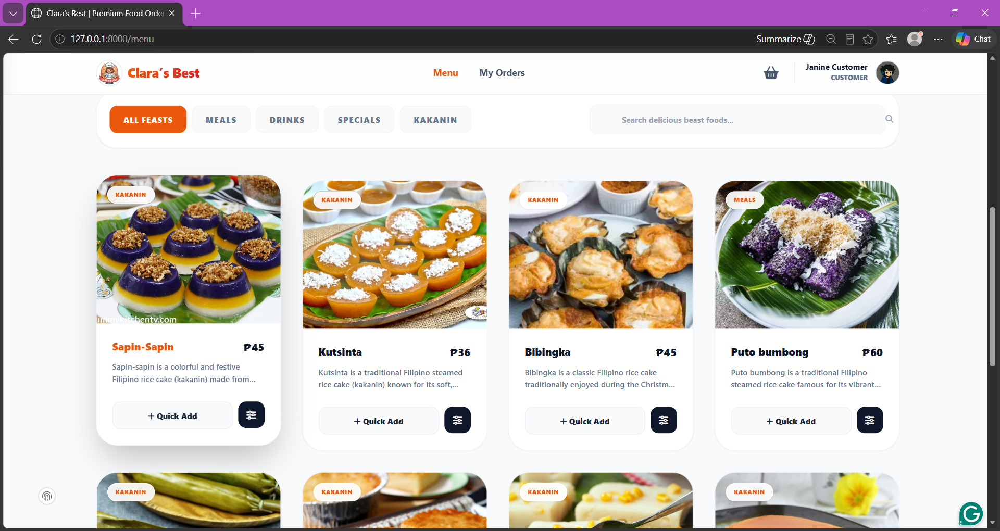 Clara's Best | Premium Food Order
127.0.0.1:8000/menu
Summarize
Chat
CLARA'S BEST
Clara's Best
Menu
My Orders
Janine Customer
CUSTOMER
ALL FEASTS
MEALS
DRINKS
SPECIALS
KAKANIN
Search delicious beast foods...
KAKANIN
KAKANIN
KAKANIN
MEALS
ummykitchentv.com
Sapin-Sapin
₱45
Sapin-sapin is a colorful and festive
Filipino rice cake (kakanin) made from...
+ Quick Add
Kutsinta
₱36
Kutsinta is a traditional Filipino steamed
rice cake (kakanin) known for its soft,...
+ Quick Add
Bibingka
₱45
Bibingka is a classic Filipino rice cake
traditionally enjoyed during the Christm...
+ Quick Add
Puto bumbong
₱60
Puto bumbong is a traditional Filipino
steamed rice cake famous for its vibrant...
+ Quick Add
KAKANIN
KAKANIN
KAKANIN
KAKANIN